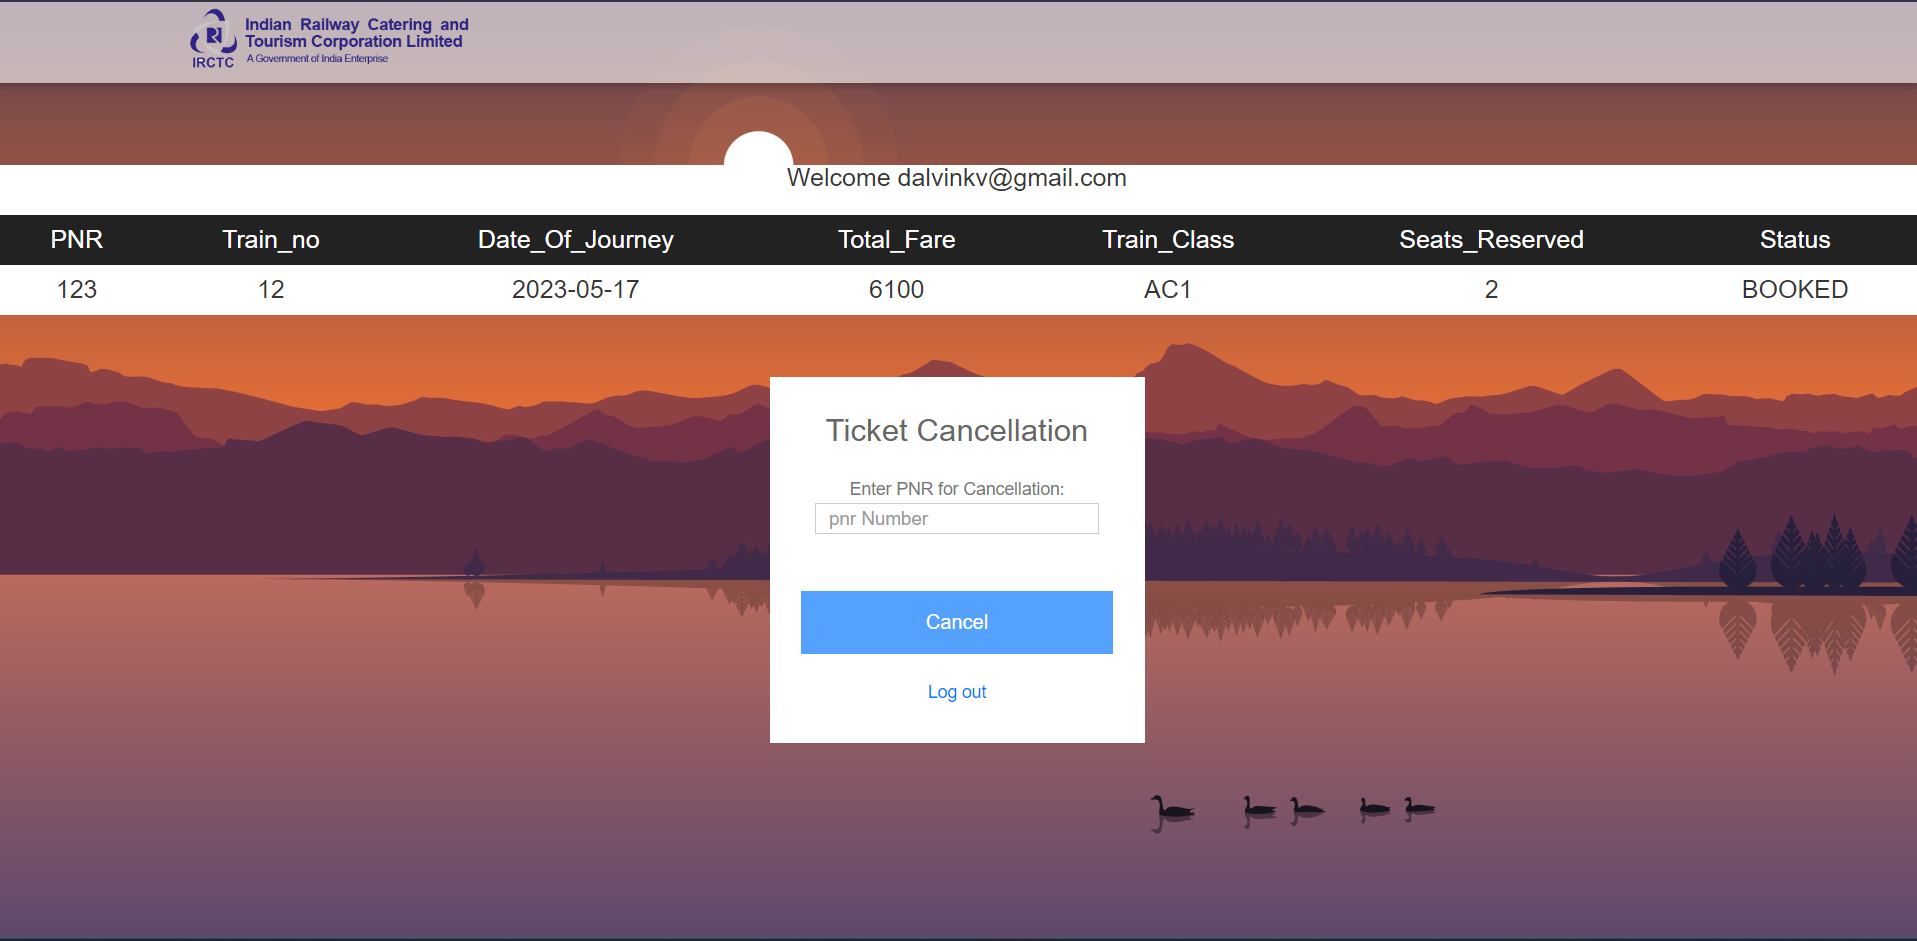 Indian Railway Catering and
Tourism Corporation Limited
A Government of India Enterprise
IRCTC
Welcome dalvinkv@gmail.com
PNR Train_no Date_Of_Journey Total_Fare Train_Class Seats_Reserved Status
123 12 2023-05-17 6100 AC1 2 BOOKED
Ticket Cancellation
Enter PNR for Cancellation:
pnr Number
Cancel
Log out